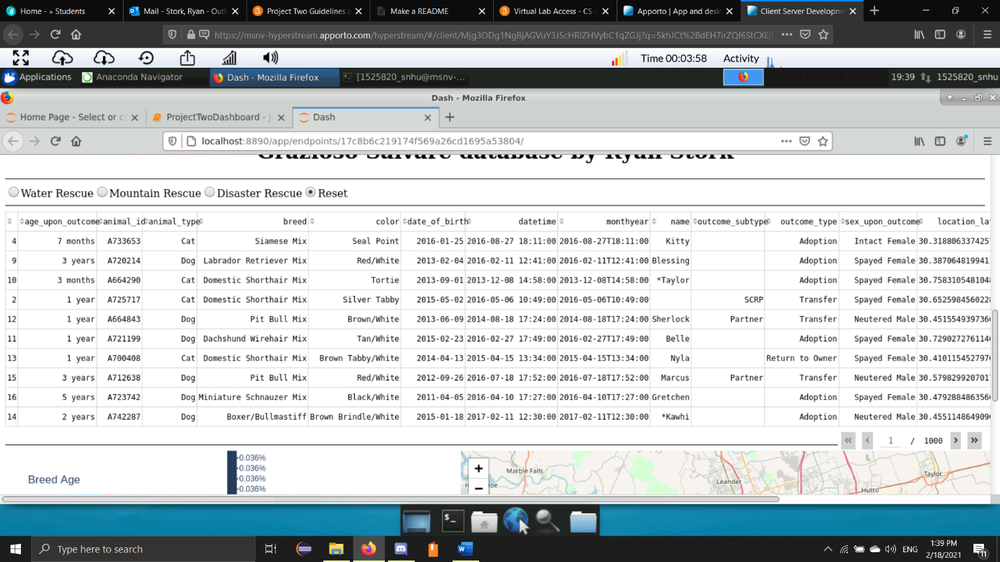 Home - » Students
Mail - Stork, Ryan - Outl
Project Two Guidelines a
Make a README
Virtual Lab Access - CS-
Apporto | App and desk
Client Server Developme
https://msnv-hyperstream.apporto.com/hyperstream/#/client/
Time 00:03:58 Activity
Applications Anaconda Navigator Dash - Mozilla Firefox [1525820_snhu@msnv-... 19:39 1525820_snhu
Dash - Mozilla Firefox
Home Page - Select or cr ProjectTwoDashboard - J Dash
localhost:8890/app/endpoints/17c8b6c219174f569a26cd1695a53804/
Grazioso Salvare database by Ryan Stork
Water Rescue Mountain Rescue Disaster Rescue Reset
age_upon_outcome animal_id animal_type breed color date_of_birth datetime monthyear name outcome_subtype outcome_type sex_upon_outcome location_lat
4 7 months A733653 Cat Siamese Mix Seal Point 2016-01-25 2016-08-27 18:11:00 2016-08-27T18:11:00 Kitty Adoption Intact Female 30.3188063374257
9 3 years A720214 Dog Labrador Retriever Mix Red/White 2013-02-04 2016-02-11 12:41:00 2016-02-11T12:41:00 Blessing Adoption Spayed Female 30.387064819941
10 3 months A664290 Cat Domestic Shorthair Mix Tortie 2013-09-01 2013-12-08 14:58:00 2013-12-08T14:58:00 *Taylor Adoption Spayed Female 30.758310548104
2 1 year A725717 Cat Domestic Shorthair Mix Silver Tabby 2015-05-02 2016-05-06 10:49:00 2016-05-06T10:49:00 SCRP Transfer Spayed Female 30.652598456022
12 1 year A664843 Dog Pit Bull Mix Brown/White 2013-06-09 2014-08-18 17:24:00 2014-08-18T17:24:00 Sherlock Partner Transfer Neutered Male 30.451554939736
11 1 year A721199 Dog Dachshund Wirehair Mix Tan/White 2015-02-23 2016-02-27 17:49:00 2016-02-27T17:49:00 Belle Adoption Spayed Female 30.729027276114
13 1 year A700408 Cat Domestic Shorthair Mix Brown Tabby/White 2014-04-13 2015-04-15 13:34:00 2015-04-15T13:34:00 Nyla Return to Owner Spayed Female 30.410115452797
15 3 years A712638 Dog Pit Bull Mix Red/White 2012-09-26 2016-07-18 17:52:00 2016-07-18T17:52:00 Marcus Partner Transfer Neutered Male 30.579829920701
16 5 years A723742 Dog Miniature Schnauzer Mix Black/White 2011-04-05 2016-04-10 17:27:00 2016-04-10T17:27:00 Gretchen Adoption Spayed Female 30.479288486356
14 2 years A742287 Dog Boxer/Bullmastiff Brown Brindle/White 2015-01-18 2017-02-11 12:30:00 2017-02-11T12:30:00 *Kawhi Adoption Neutered Male 30.455114864909
1 / 1000
0.036%
0.036%
0.036%
0.036%
Breed Age
+
−
Marble Falls
Leander
Taylor
Hutto
Type here to search
ENG
1:39 PM
2/18/2021
11